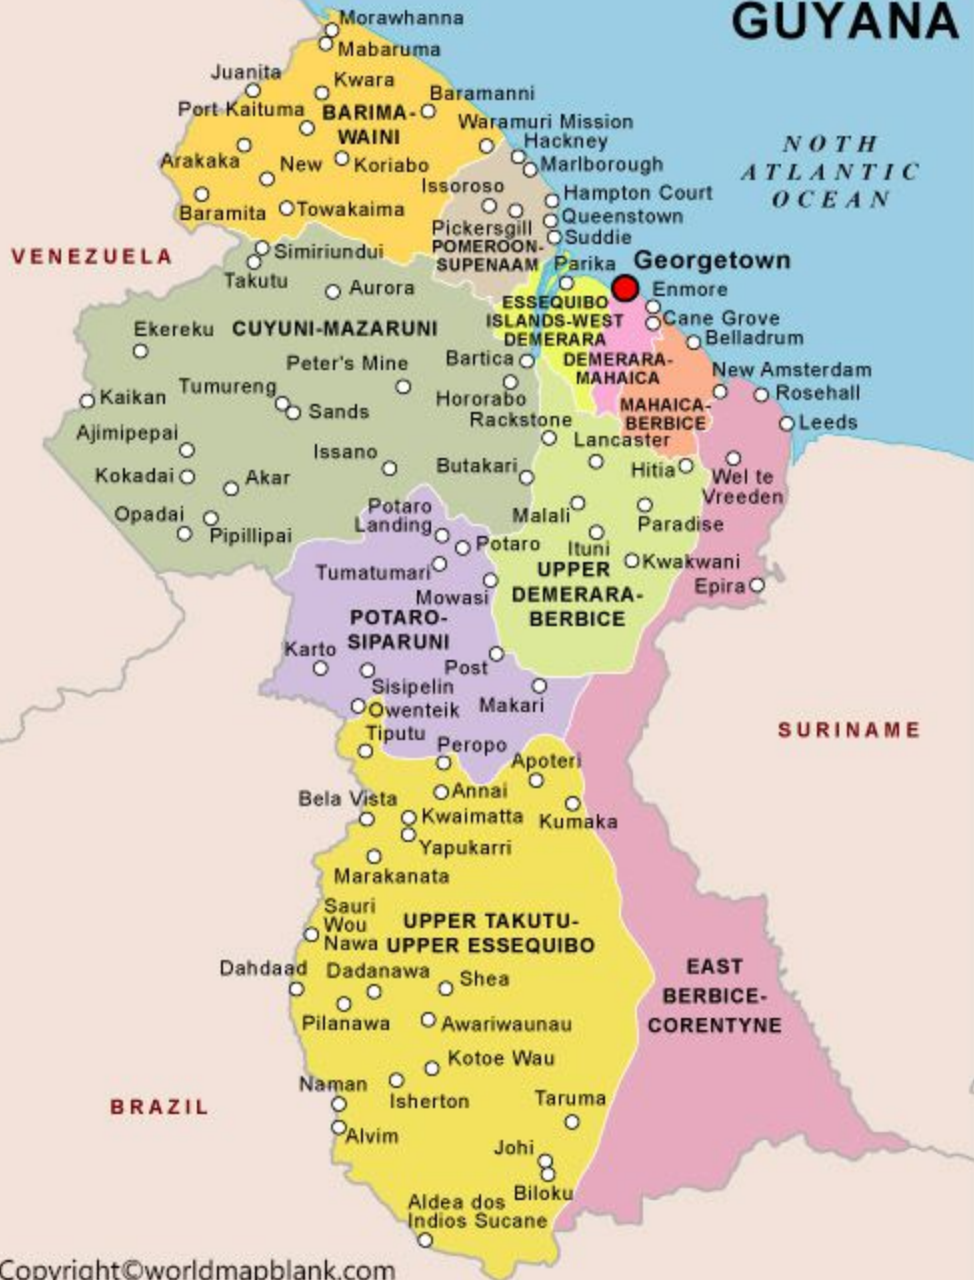 GUYANA
Morawhanna
Mabaruma
Juanita
Kwara
Baramanni
Port Kaituma
BARIMA-
WAINI
Waramuri Mission
Hackney
Arakaka
New
Koriabo
Marlborough
NOTH
ATLANTIC
OCEAN
Issoroso
Hampton Court
Baramita
Towakaima
Queenstown
Pickersgill
Suddie
POMEROON-
SUPENAAM
VENEZUELA
Simiriundui
Takutu
Parika
Georgetown
Aurora
Enmore
ESSEQUIBO
ISLANDS-WEST
DEMERARA
Cane Grove
Belladrum
Ekereku
CUYUNI-MAZARUNI
Peter's Mine
Bartica
DEMERARA-
MAHAICA
New Amsterdam
Tumureng
Kaikan
Sands
Hororabo
Rosehall
MAHAICA-
BERBICE
Rackstone
Leeds
Ajimipepai
Lancaster
Issano
Butakari
Hitia
Kokadai
Akar
Wel te
Vreeden
Potaro
Landing
Opadai
Pipillipai
Malali
Paradise
Potaro
Ituni
Kwakwani
Tumatumari
UPPER
DEMERARA-
BERBICE
Epira
Mowasi
POTARO-
SIPARUNI
Karto
Post
Sisipelin
Makari
Owenteik
Tiputu
SURINAME
Peropo
Apoteri
Bela Vista
Annai
Kwaimatta
Kumaka
Yapukarri
Marakanata
Sauri
Wou
Nawa
UPPER TAKUTU-
UPPER ESSEQUIBO
Dahdaad
Dadanawa
Shea
EAST
BERBICE-
CORENTYNE
Pilanawa
Awariwaunau
Kotoe Wau
Naman
Isherton
Taruma
BRAZIL
Alvim
Johi
Biloku
Aldea dos
Indios Sucane
Copyright©worldmapblank.com